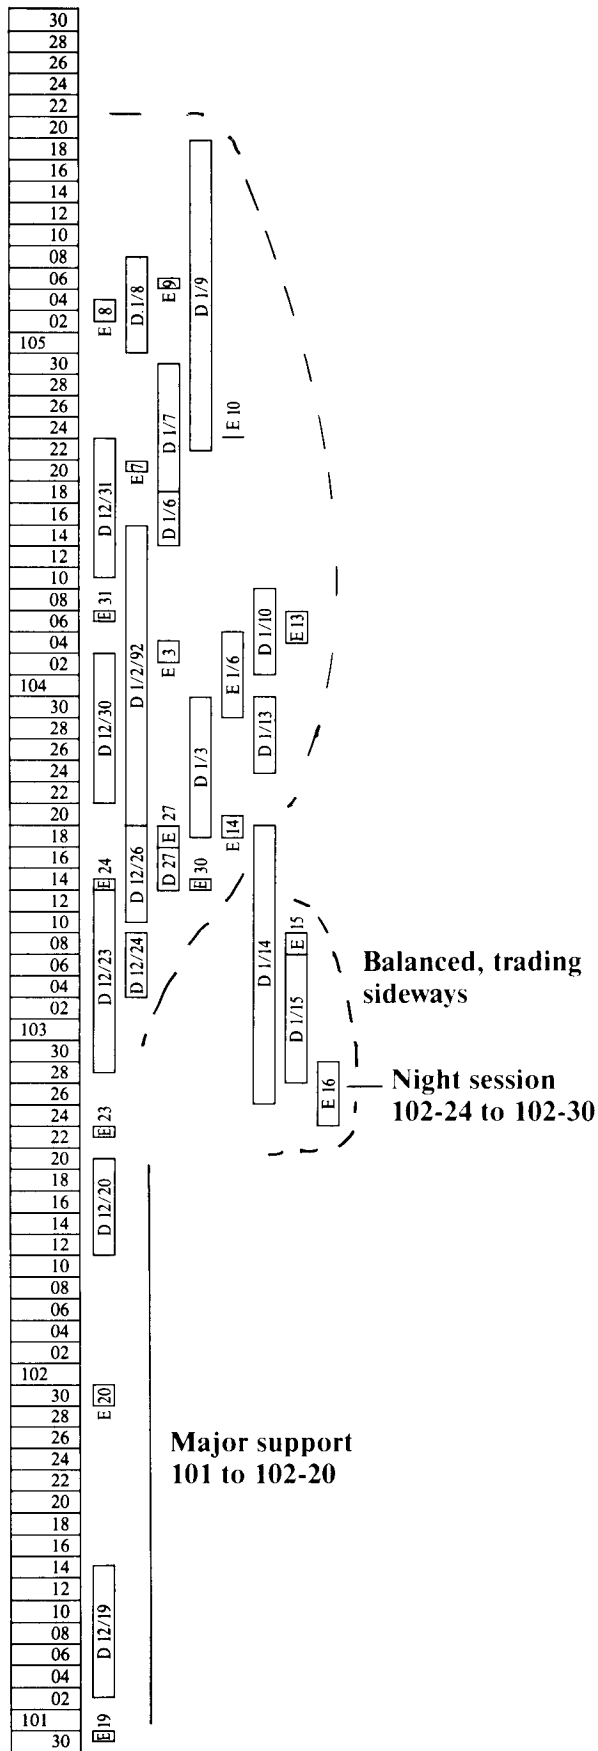 30
28
26
24
22
20
18
16
14
12
10
08
06
04
02
105
30
28
26
24
22
20
18
16
14
12
10
08
06
04
02
104
30
28
26
24
22
20
18
16
14
12
10
08
06
04
02
103
30
28
26
24
22
20
18
16
14
12
10
08
06
04
02
102
30
28
26
24
22
20
18
16
14
12
10
08
06
04
02
101
30
E 8
D 12/31
E 31
D 12/30
E 24
D 12/23
E 23
D 12/20
E 20
D 12/19
E 19
D.1/8
E 7
D 1/2/92
D 12/26
D 12/24
E 9
D 1/7
D 1/6
E 3
E 27
D 27
D 1/9
D 1/3
E 30
E 10
E 1/6
E 14
D 1/10
D 1/13
D 1/14
E 13
E 15
D 1/15
E 16
Balanced, trading
sideways
Night session
102-24 to 102-30
Major support
101 to 102-20